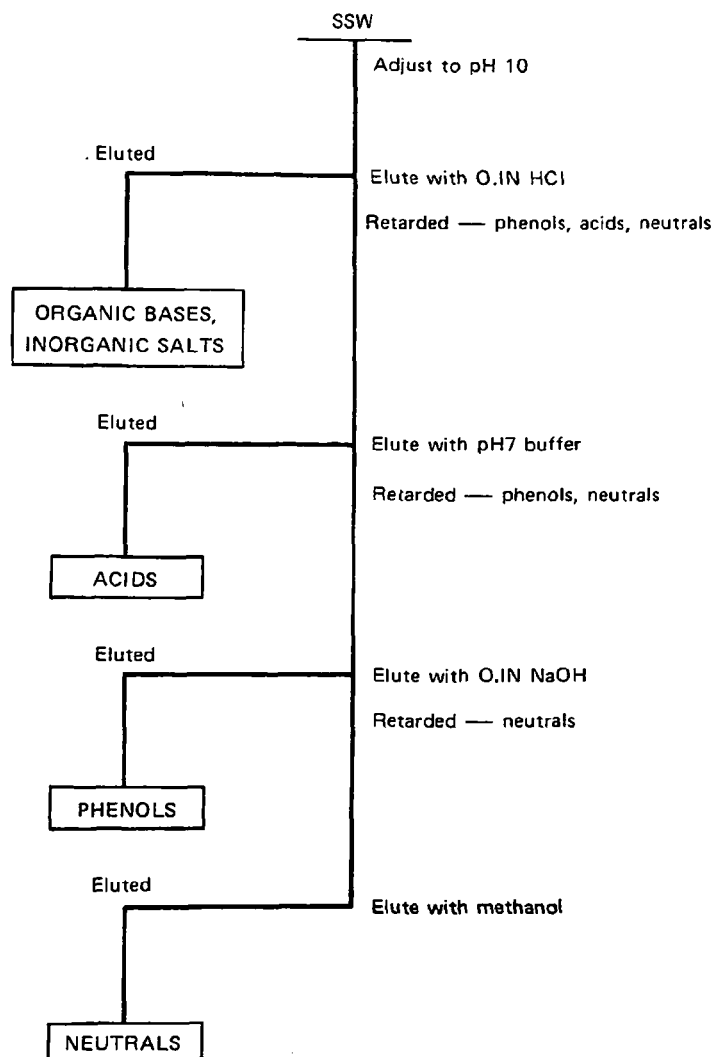 SSW
Adjust to pH 10
. Eluted
Elute with O.IN HCI
Retarded — phenols, acids, neutrals
ORGANIC BASES,
INORGANIC SALTS
Eluted
Elute with pH7 buffer
Retarded — phenols, neutrals
ACIDS
Eluted
Elute with O.IN NaOH
Retarded — neutrals
PHENOLS
Eluted
Elute with methanol
NEUTRALS